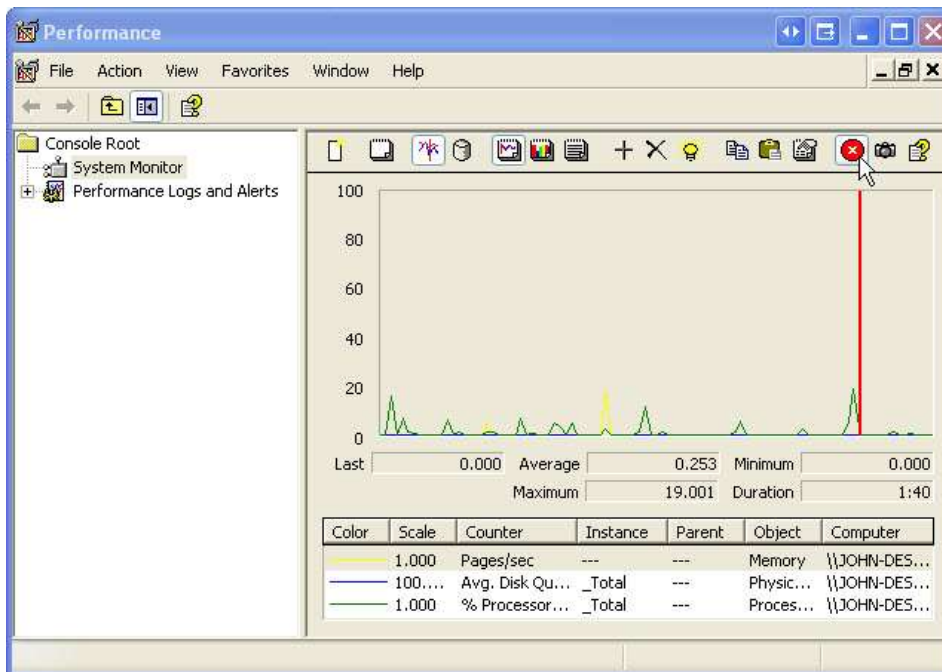 Performance
File Action View Favorites Window Help
Console Root
System Monitor
Performance Logs and Alerts
100
80
60
40
20
0
Last 0.000 Average 0.253 Minimum 0.000
Maximum 19.001 Duration 1:40
Color Scale Counter Instance Parent Object Computer
1.000 Pages/sec --- --- Memory \\JOHN-DES...
100.... Avg. Disk Qu... _Total --- Physic... \\JOHN-DES...
1.000 % Processor... _Total --- Proces... \\JOHN-DES...